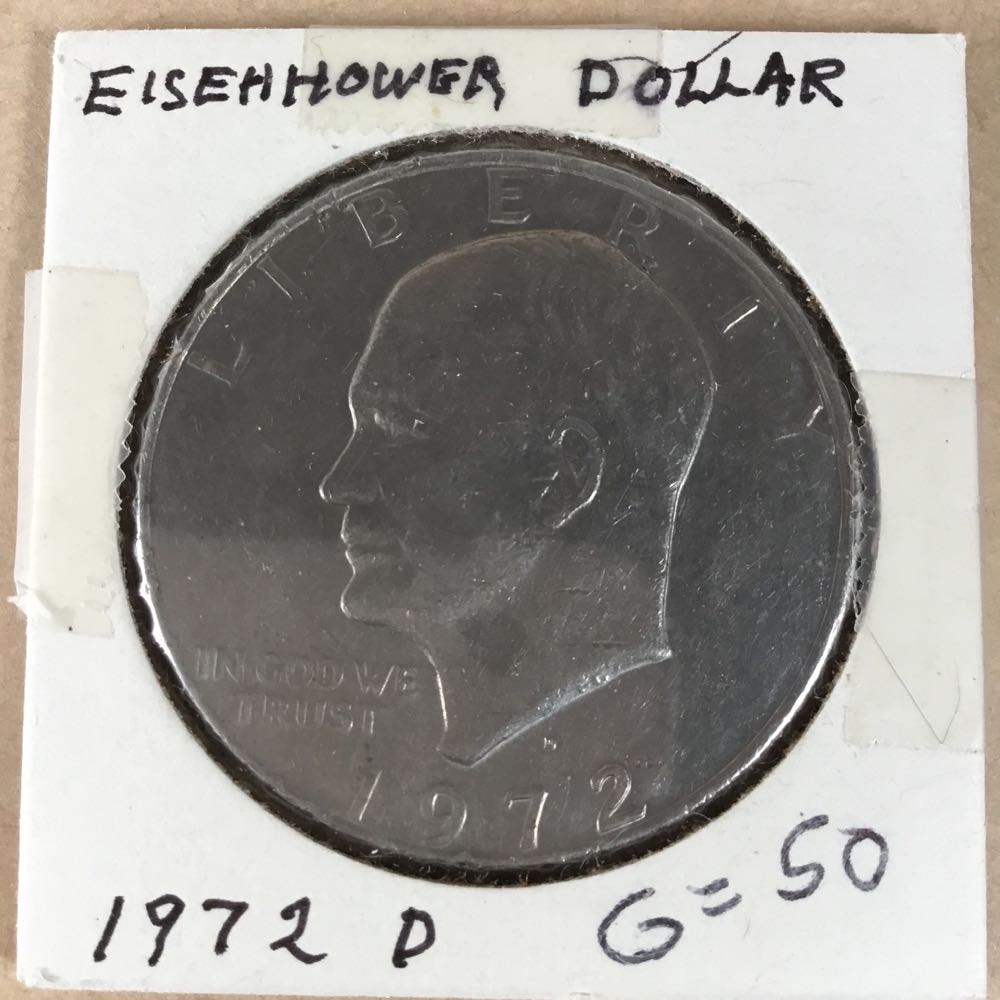 EISENHOWER DOLLAR
LIBERTY
IN GOD WE
TRUST
D
1972
1972 D G=50